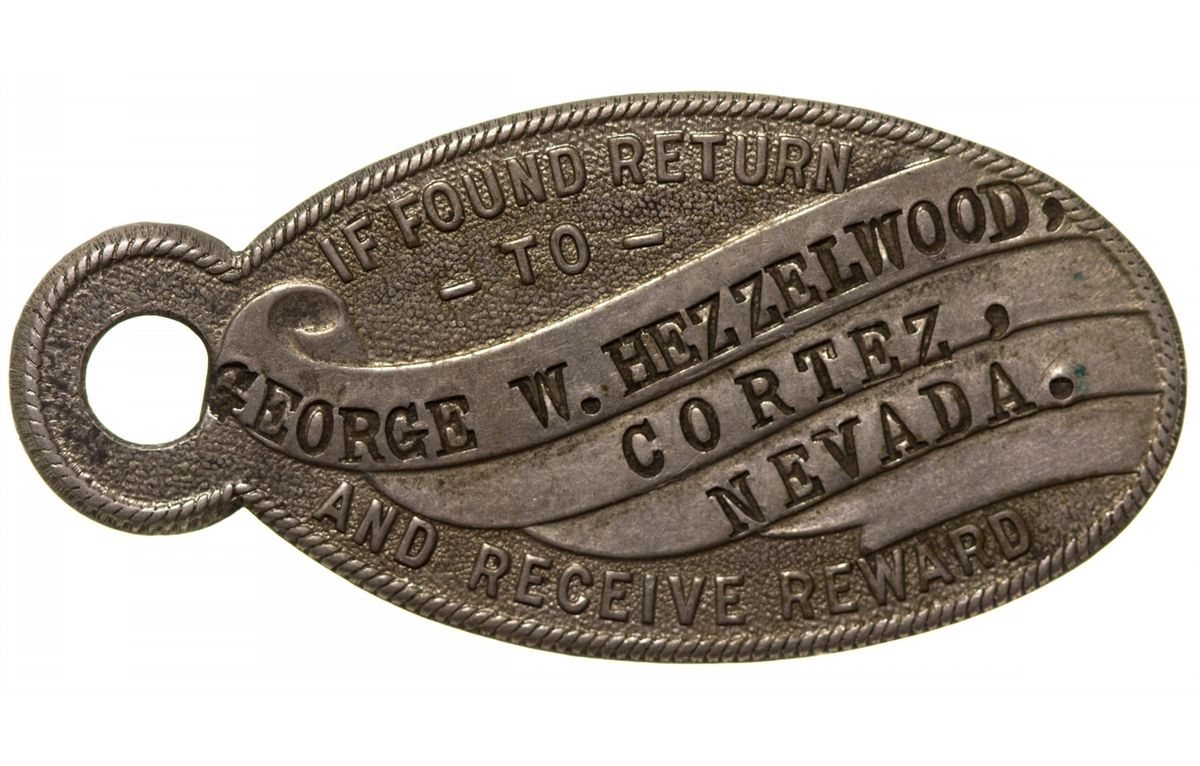 IF FOUND RETURN
- TO -
GEORGE W. HEZZELWOOD,
CORTEZ,
NEVADA.
AND RECEIVE REWARD